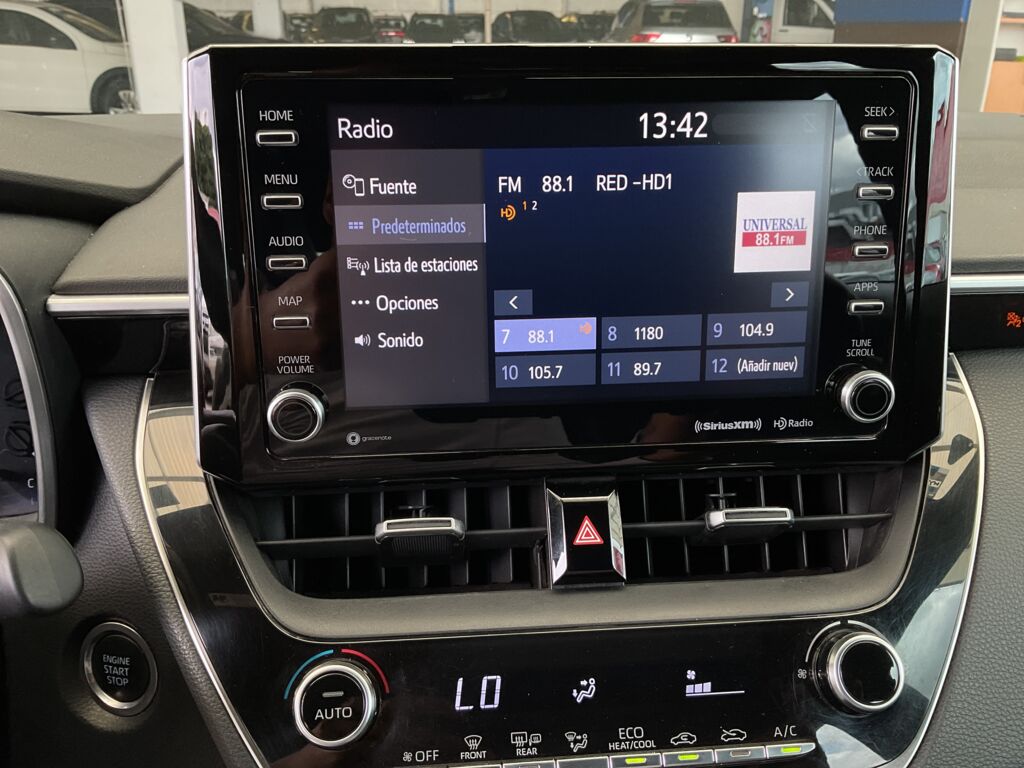 HOME
MENU
AUDIO
MAP
POWER
VOLUME
Radio
13:42
Fuente
Predeterminados
Lista de estaciones
Opciones
Sonido
FM 88.1 RED -HD1
HD 1 2
UNIVERSAL
88.1 FM
<
>
7 88.1
8 1180
9 104.9
10 105.7
11 89.7
12 (Añadir nuev)
gracenote
((SiriusXM))
HD Radio
SEEK >
< TRACK
PHONE
APPS
TUNE
SCROLL
ENGINE
START
STOP
AUTO
LO
OFF
FRONT
REAR
ECO
HEAT/COOL
A/C